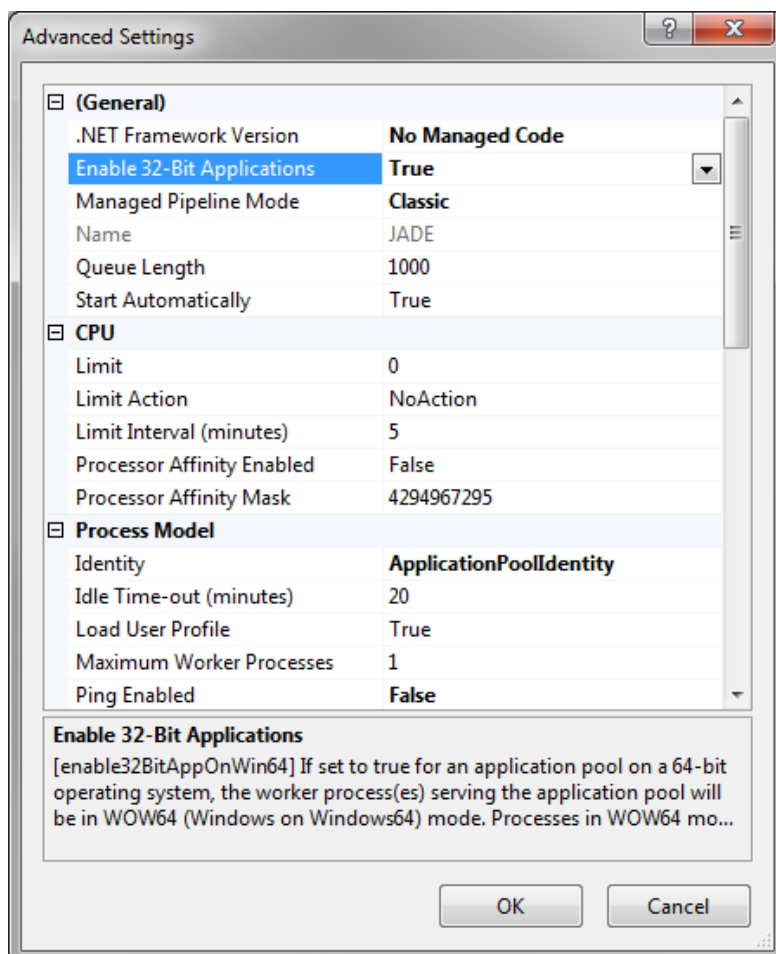 Advanced Settings
(General)
.NET Framework Version No Managed Code
Enable 32-Bit Applications True
Managed Pipeline Mode Classic
Name JADE
Queue Length 1000
Start Automatically True
CPU
Limit 0
Limit Action NoAction
Limit Interval (minutes) 5
Processor Affinity Enabled False
Processor Affinity Mask 4294967295
Process Model
Identity ApplicationPoolIdentity
Idle Time-out (minutes) 20
Load User Profile True
Maximum Worker Processes 1
Ping Enabled False
Enable 32-Bit Applications
[enable32BitAppOnWin64] If set to true for an application pool on a 64-bit
operating system, the worker process(es) serving the application pool will
be in WOW64 (Windows on Windows64) mode. Processes in WOW64 mo...
OK Cancel